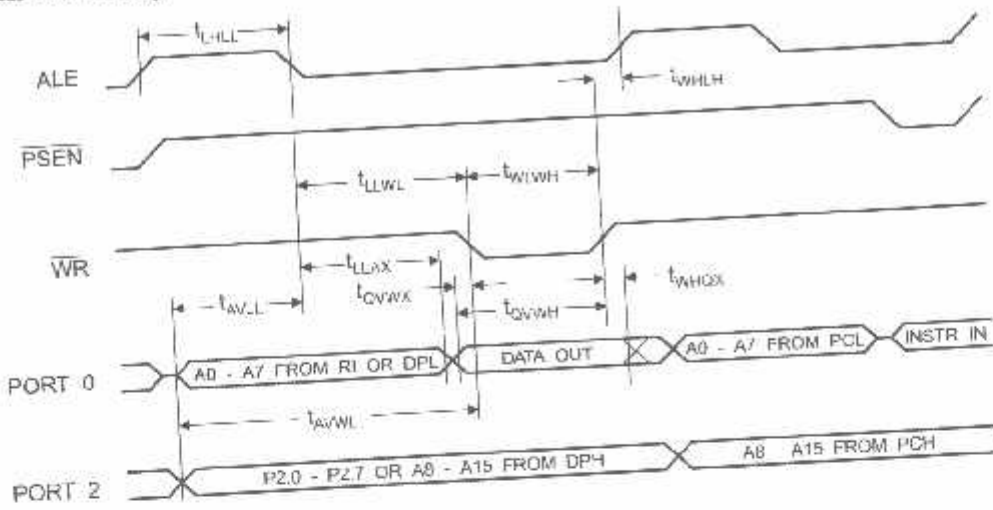 tLHLL
ALE
tWHLH
PSEN
tLLWL
tWLWH
WR
tLLAX
tQVWX
tWHQX
tAVLL
tQVWH
PORT 0
A0 - A7 FROM RI OR DPL
DATA OUT
A0 - A7 FROM PCL
INSTR IN
tAVWL
PORT 2
P2.0 - P2.7 OR A8 - A15 FROM DPH
A8 A15 FROM PCH